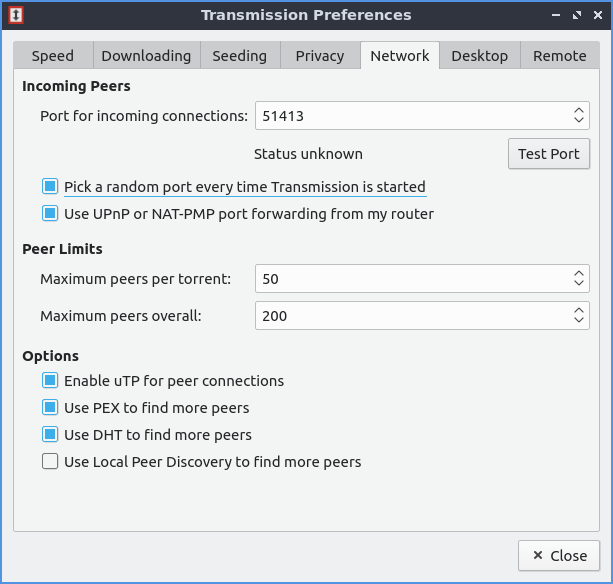 Transmission Preferences
Speed Downloading Seeding Privacy Network Desktop Remote
Incoming Peers
Port for incoming connections: 51413
Status unknown Test Port
Pick a random port every time Transmission is started
Use UPnP or NAT-PMP port forwarding from my router
Peer Limits
Maximum peers per torrent: 50
Maximum peers overall: 200
Options
Enable uTP for peer connections
Use PEX to find more peers
Use DHT to find more peers
Use Local Peer Discovery to find more peers
Close